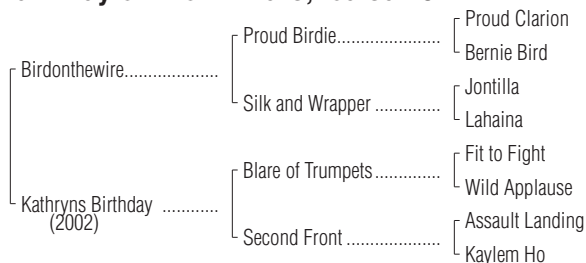 Proud Clarion
Proud Birdie.................
Bernie Bird
Birdonthewire.....................
Jontilla
Silk and Wrapper ..............
Lahaina
Fit to Fight
Blare of Trumpets..............
Wild Applause
Kathryns Birthday ............
(2002)
Assault Landing
Second Front ....................
Kaylem Ho